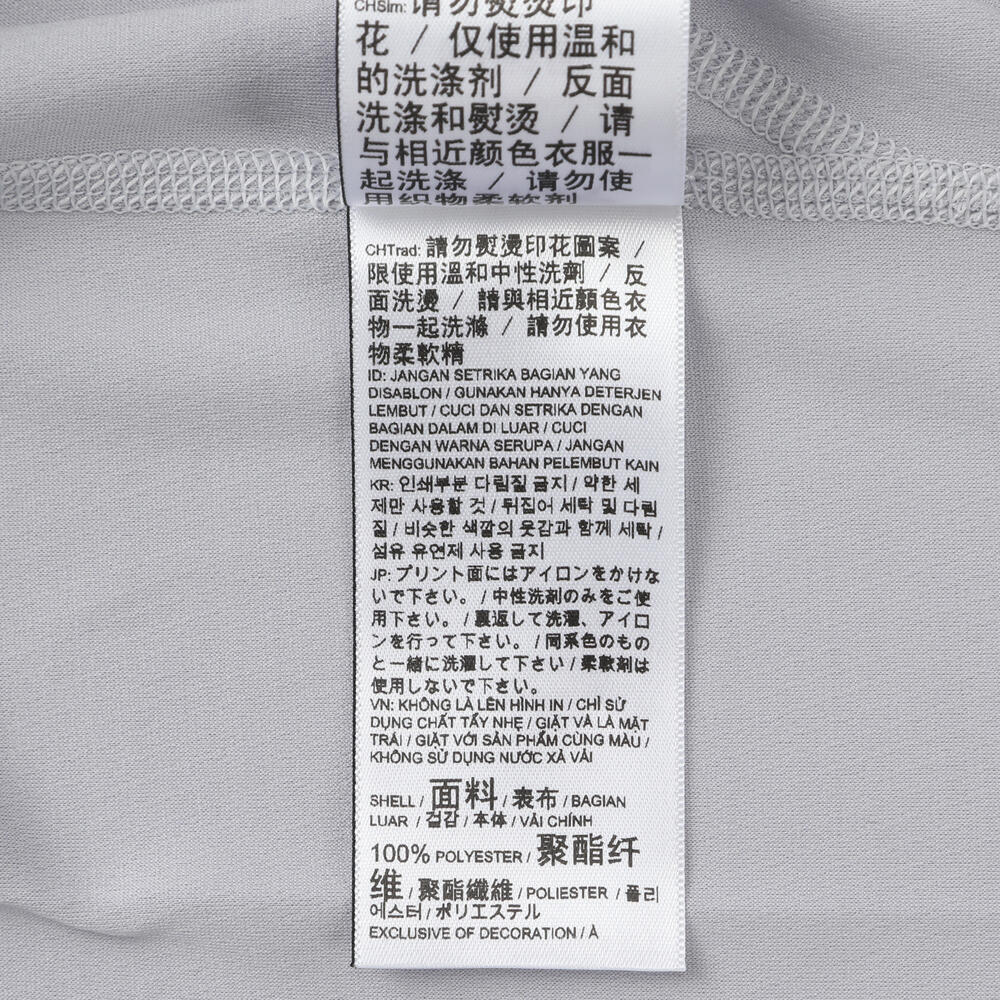 CHSim: 请勿熨烫印
花 / 仅使用温和
的洗涤剂 / 反面
洗涤和熨烫 / 请
与相近颜色衣服一
起洗涤 / 请勿使
用织物柔软剂
CHTrad: 請勿熨燙印花圖案 /
限使用溫和中性洗劑 / 反
面洗燙 / 請與相近顏色衣
物一起洗滌 / 請勿使用衣
物柔軟精
ID: JANGAN SETRIKA BAGIAN YANG
DISABLON / GUNAKAN HANYA DETERJEN
LEMBUT / CUCI DAN SETRIKA DENGAN
BAGIAN DALAM DI LUAR / CUCI
DENGAN WARNA SERUPA / JANGAN
MENGGUNAKAN BAHAN PELEMBUT KAIN
KR: 인쇄부분 다림질 금지 / 약한 세
제만 사용할 것 / 뒤집어 세탁 및 다림
질 / 비슷한 색깔의 옷감과 함께 세탁 /
섬유 유연제 사용 금지
JP: プリント面にはアイロンをかけな
いで下さい。 / 中性洗剤のみをご使
用下さい。 / 裏返して洗濯、アイロ
ンを行って下さい。 / 同系色のもの
と一緒に洗濯して下さい / 柔軟剤は
使用しないで下さい。
VN: KHÔNG LÀ LÊN HÌNH IN / CHỈ SỬ
DỤNG CHẤT TẨY NHẸ / GIẶT VÀ LÀ MẶT
TRÁI / GIẶT VỚI SẢN PHẨM CÙNG MÀU /
KHÔNG SỬ DỤNG NƯỚC XẢ VẢI
SHELL / 面料 / 表布 / BAGIAN
LUAR / 겉감 / 本体 / VẢI CHÍNH
100% POLYESTER / 聚酯纤
维 / 聚酯纖維 / POLIESTER / 폴리
에스터 / ポリエステル
EXCLUSIVE OF DECORATION / À